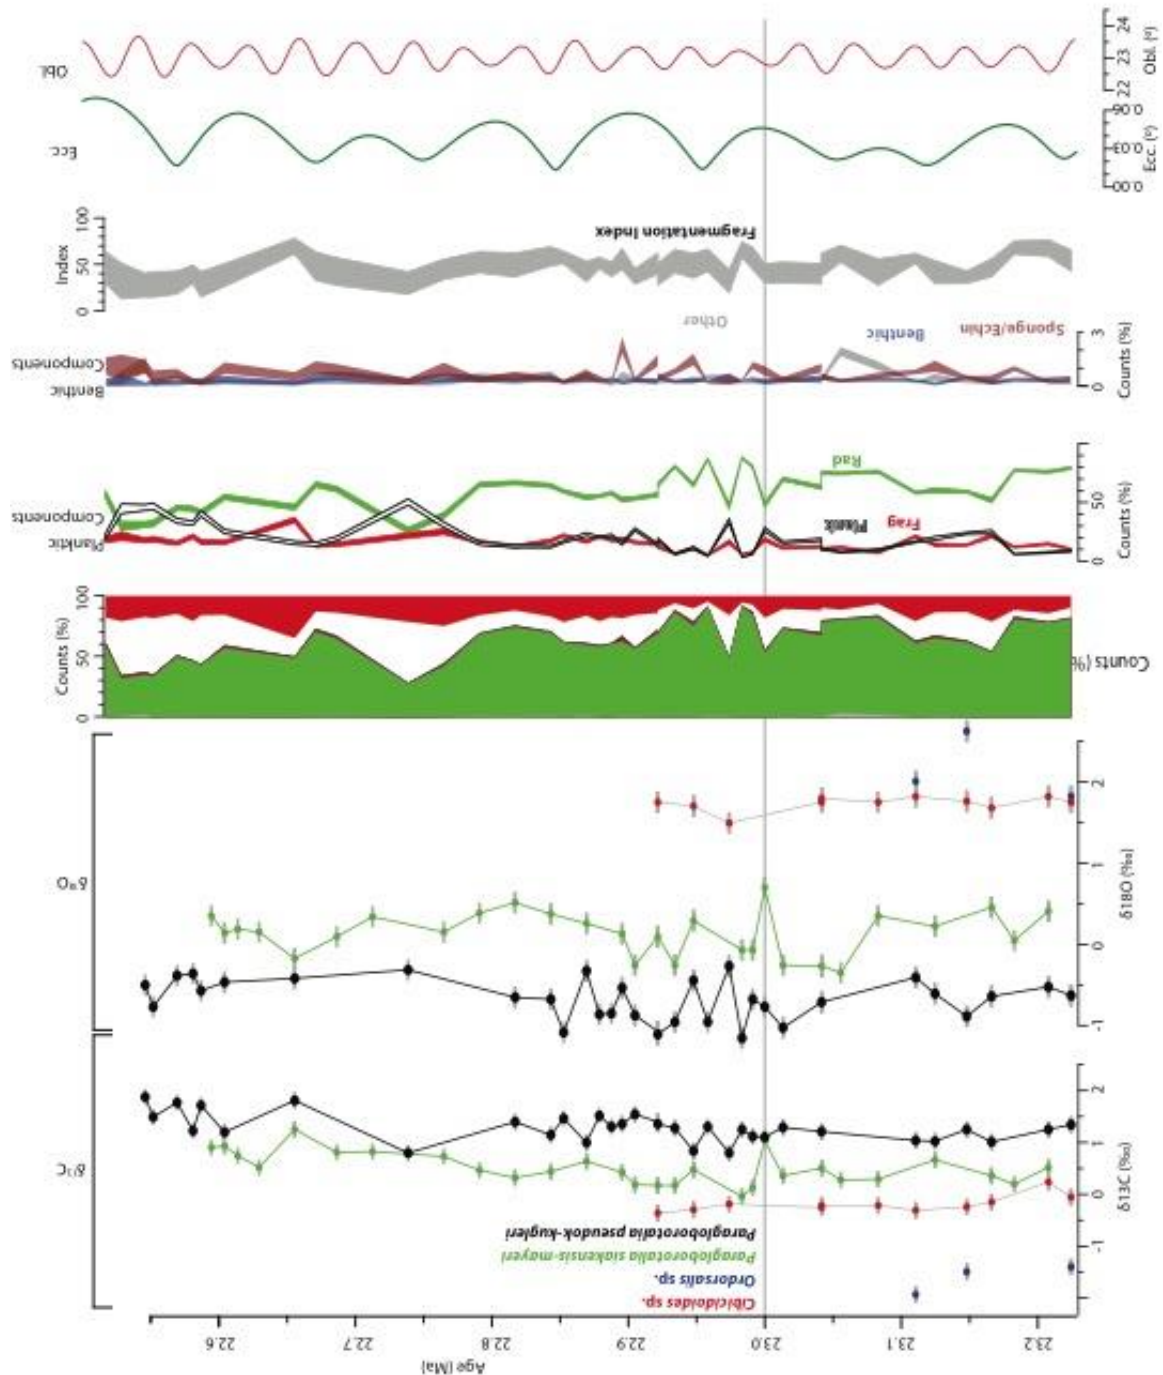 Obl.
24
23
22
Obl. (º)
Ecc.
0.06
0.03
0.00
Ecc. (º)
100
50
0
Index
Fragmentation Index
Benthic
Components
Other
Benthic
Sponge/Echin
3
0
Counts (%)
Planktic
Components
Rad
Plank
Frag
50
0
Counts (%)
100
50
0
Counts (%)
Counts (%
δ18O
2
1
0
-1
δ18O (‰)
δ13C
2
1
0
-1
δ13C (‰)
Paragloborotalia pseudok-kugleri
Paragloborotalia siakensis-mayeri
Ordorsalis sp.
Cibicidoides sp.
22.6
22.7
22.8
22.9
23.0
23.1
23.2
Age (Ma)